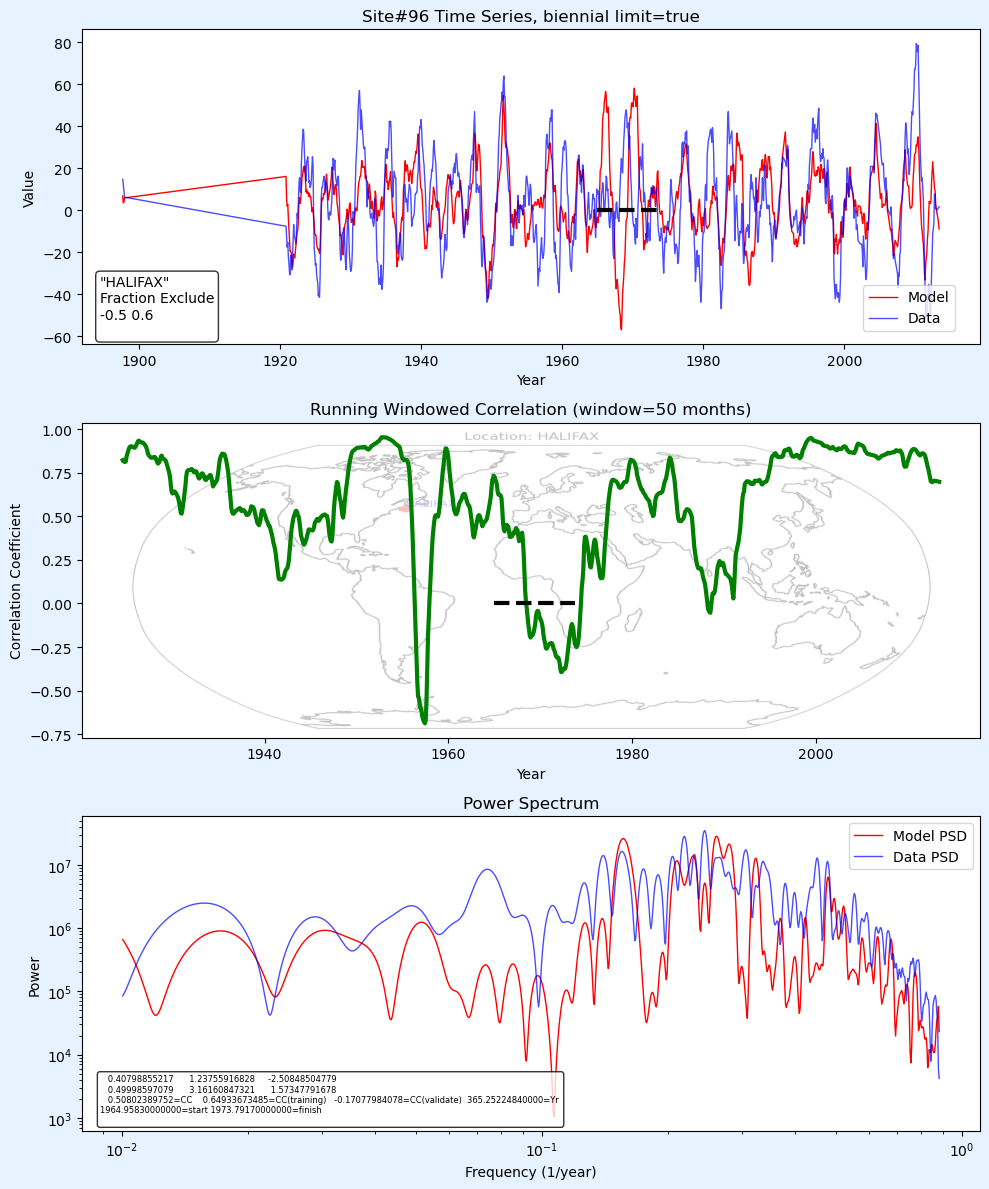 Site#96 Time Series, biennial limit=true
80
60
40
20
0
−20
−40
−60
Value
"HALIFAX"
Fraction Exclude
-0.5 0.6
Model
Data
1900 1920 1940 1960 1980 2000
Year
Running Windowed Correlation (window=50 months)
Location: HALIFAX
HALIFAX
1.00
0.75
0.50
0.25
0.00
−0.25
−0.50
−0.75
Correlation Coefficient
1940 1960 1980 2000
Year
Power Spectrum
Model PSD
Data PSD
10^7
10^6
10^5
10^4
10^3
Power
0.40798855217 1.23755916828 -2.50848504779
0.49998597079 3.16160847321 1.57347791678
0.50802389752=CC 0.64933673485=CC(training) -0.17077984078=CC(validate) 365.25224840000=Yr
1964.95830000000=start 1973.79170000000=finish
10^−2 10^−1 10^0
Frequency (1/year)